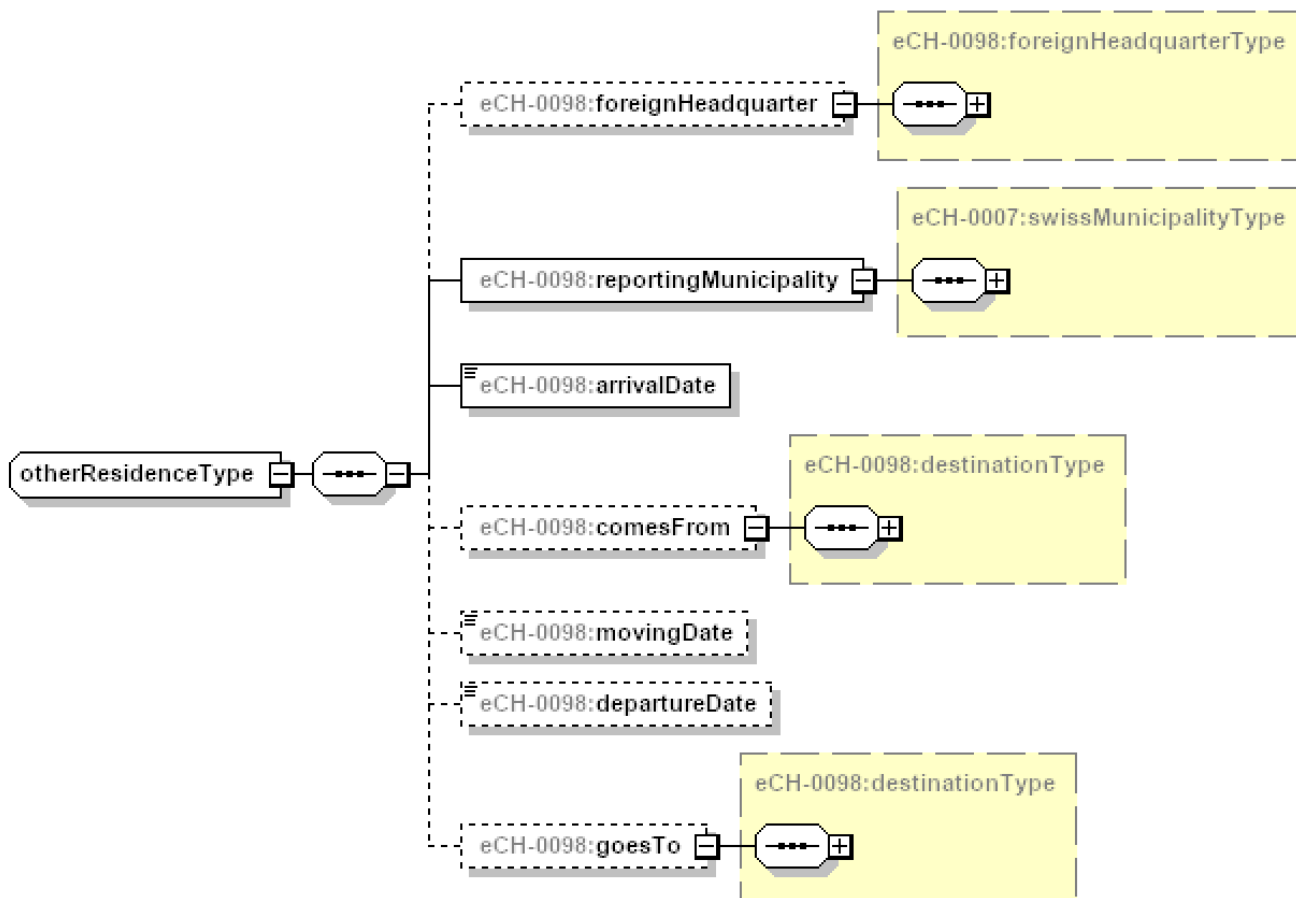 eCH-0098:foreignHeadquarterType
eCH-0098:foreignHeadquarter
eCH-0007:swissMunicipalityType
eCH-0098:reportingMunicipality
eCH-0098:arrivalDate
otherResidenceType
eCH-0098:destinationType
eCH-0098:comesFrom
eCH-0098:movingDate
eCH-0098:departureDate
eCH-0098:destinationType
eCH-0098:goesTo